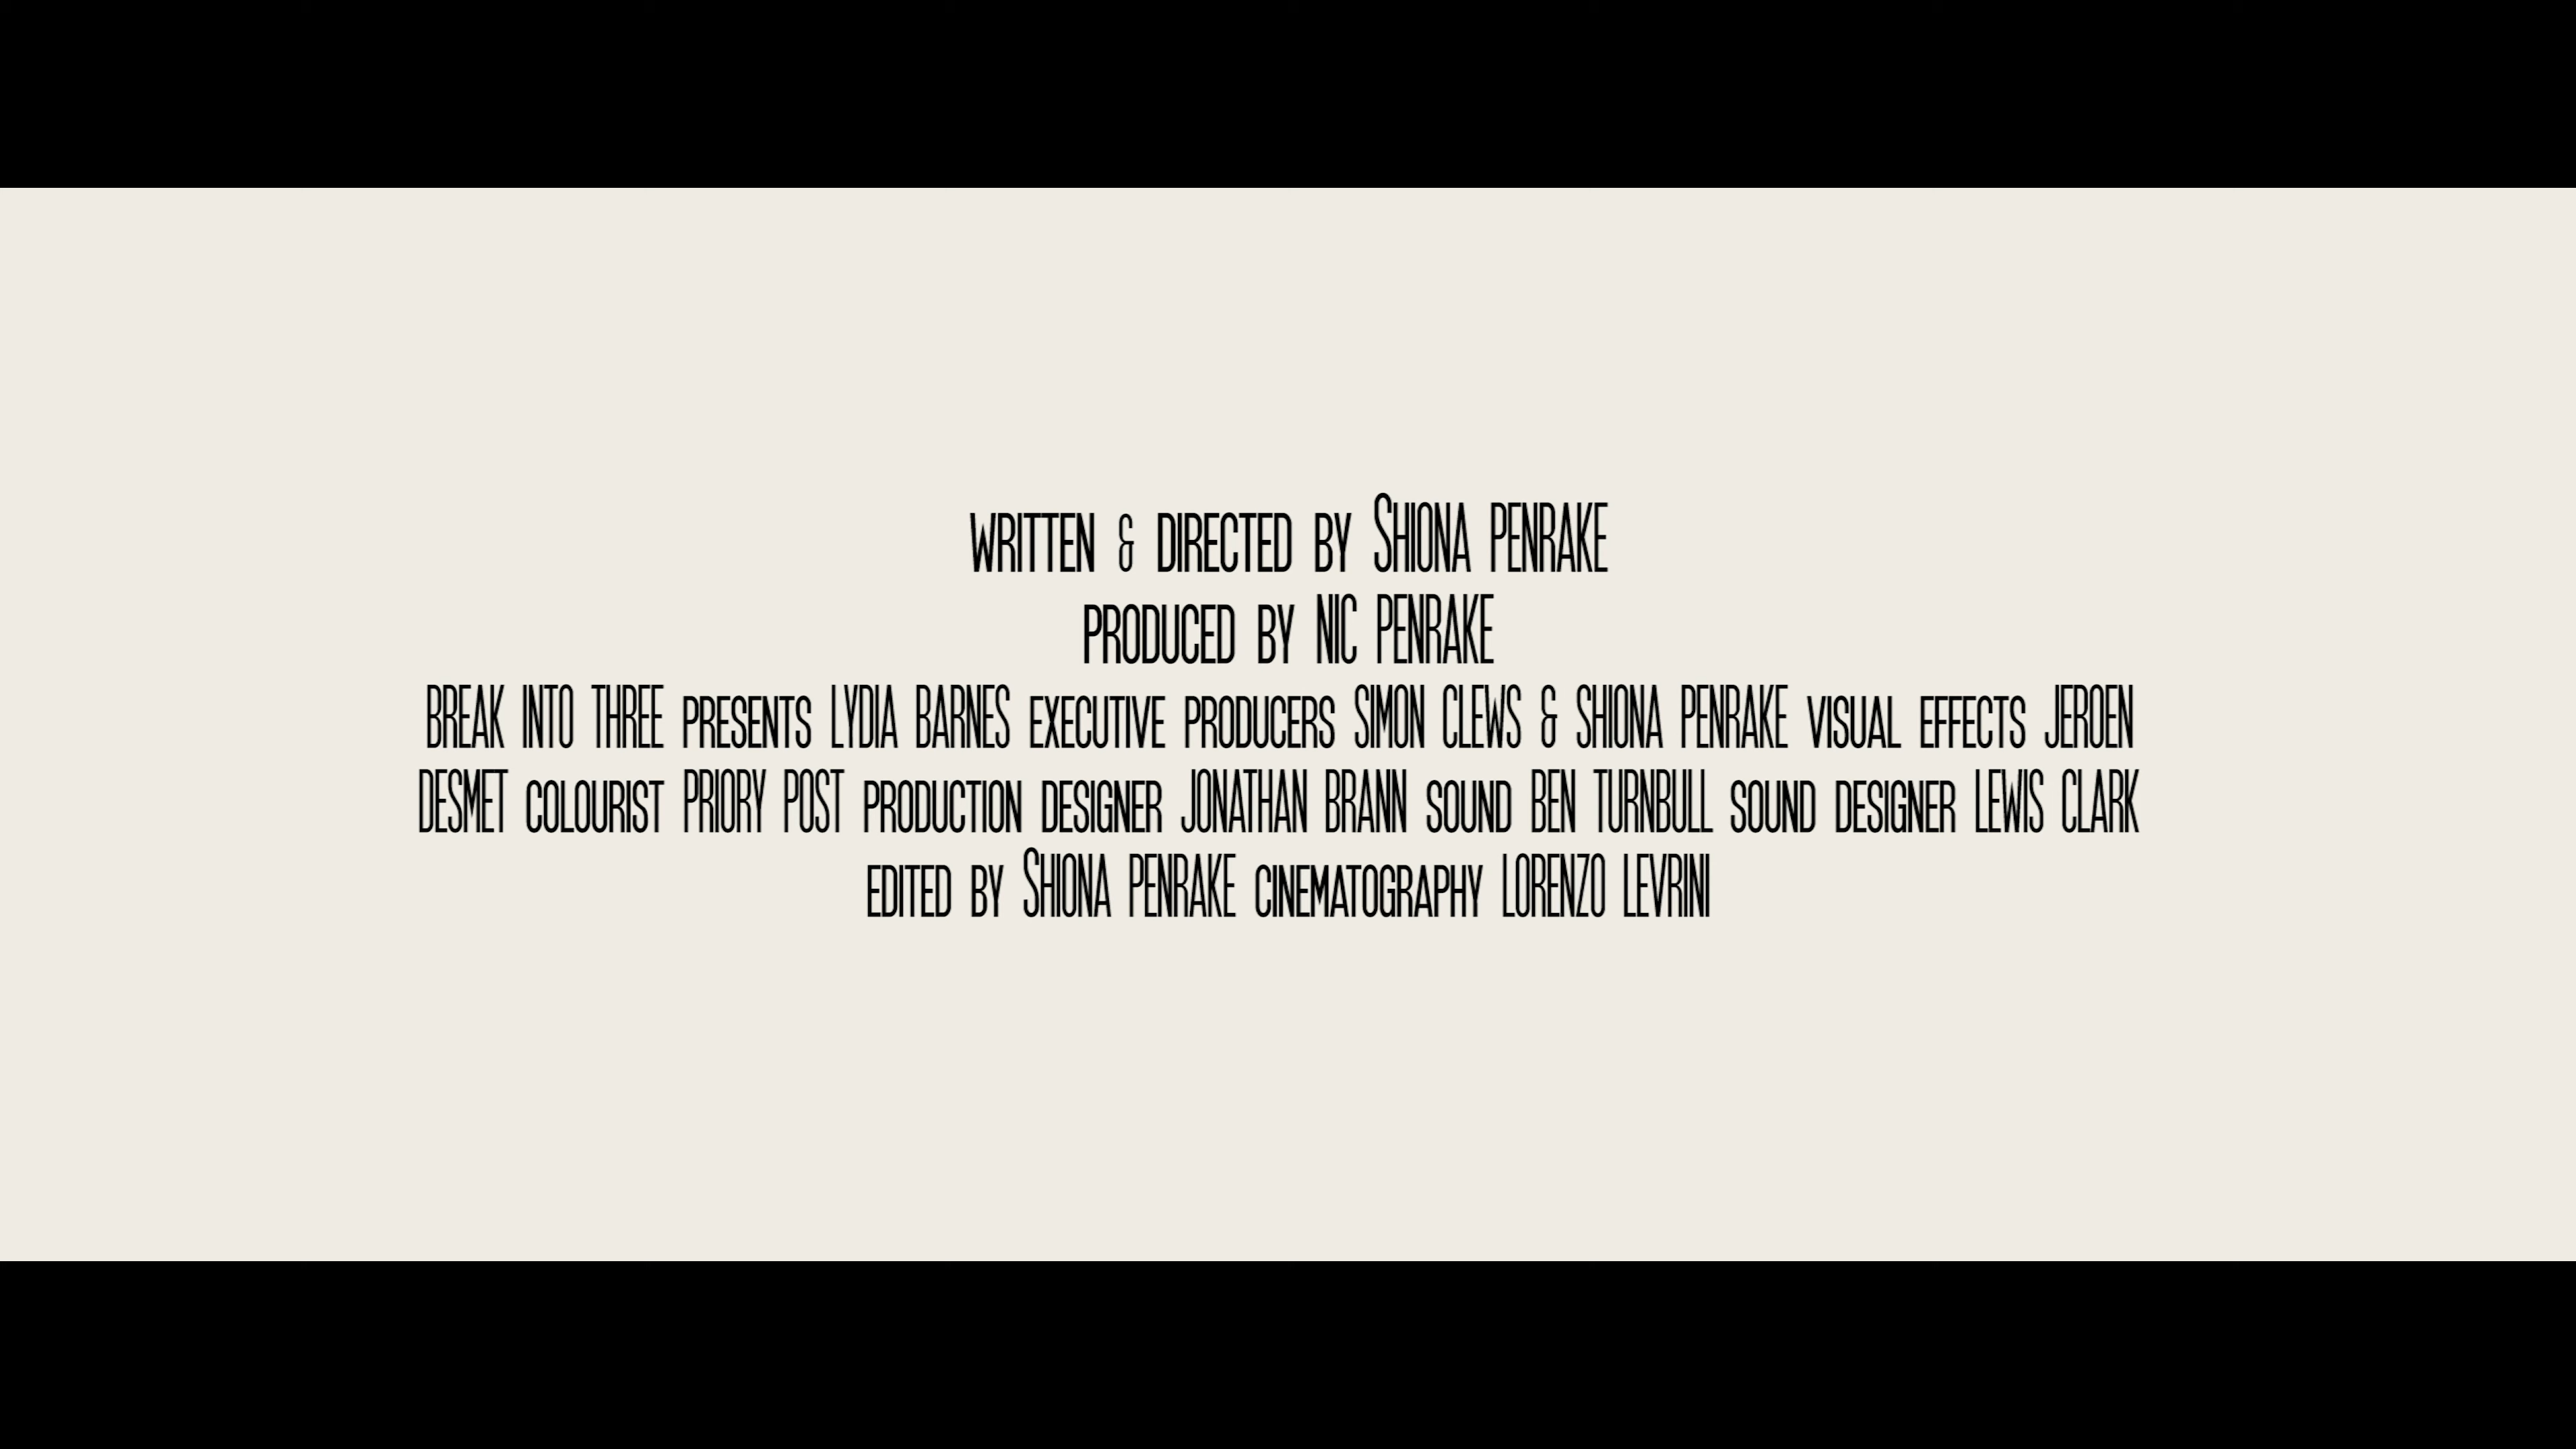 WRITTEN & DIRECTED BY SHIONA PENRAKE
PRODUCED BY NIC PENRAKE
BREAK INTO THREE PRESENTS LYDIA BARNES EXECUTIVE PRODUCERS SIMON CLEWS & SHIONA PENRAKE VISUAL EFFECTS JEROEN
DESMET COLOURIST PRIORY POST PRODUCTION DESIGNER JONATHAN BRANN SOUND BEN TURNBULL SOUND DESIGNER LEWIS CLARK
EDITED BY SHIONA PENRAKE CINEMATOGRAPHY LORENZO LEVRINI